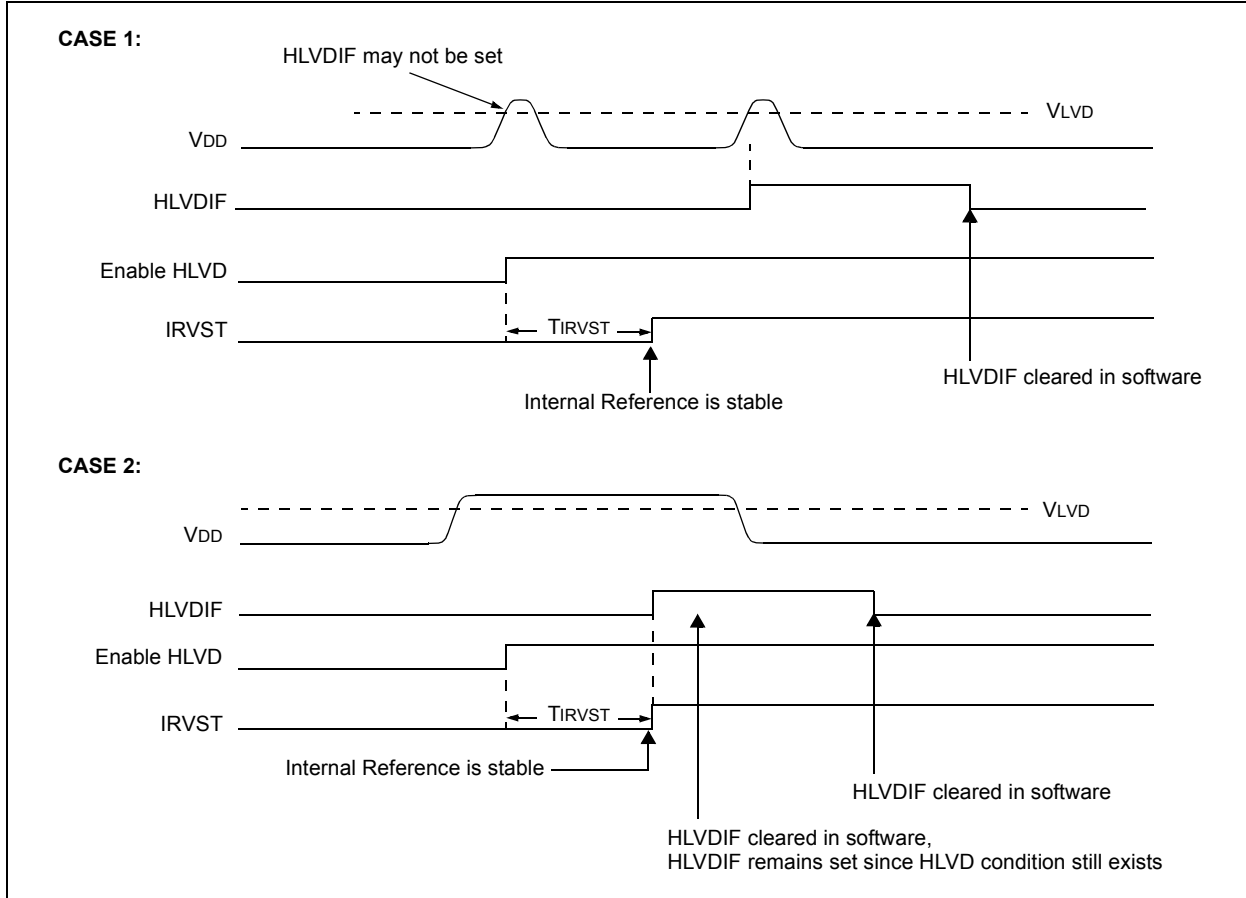 CASE 1:
HLVDIF may not be set
VLVD
VDD
HLVDIF
Enable HLVD
IRVST
TIRVST
HLVDIF cleared in software
Internal Reference is stable
CASE 2:
VLVD
VDD
HLVDIF
Enable HLVD
IRVST
TIRVST
Internal Reference is stable
HLVDIF cleared in software
HLVDIF cleared in software,
HLVDIF remains set since HLVD condition still exists